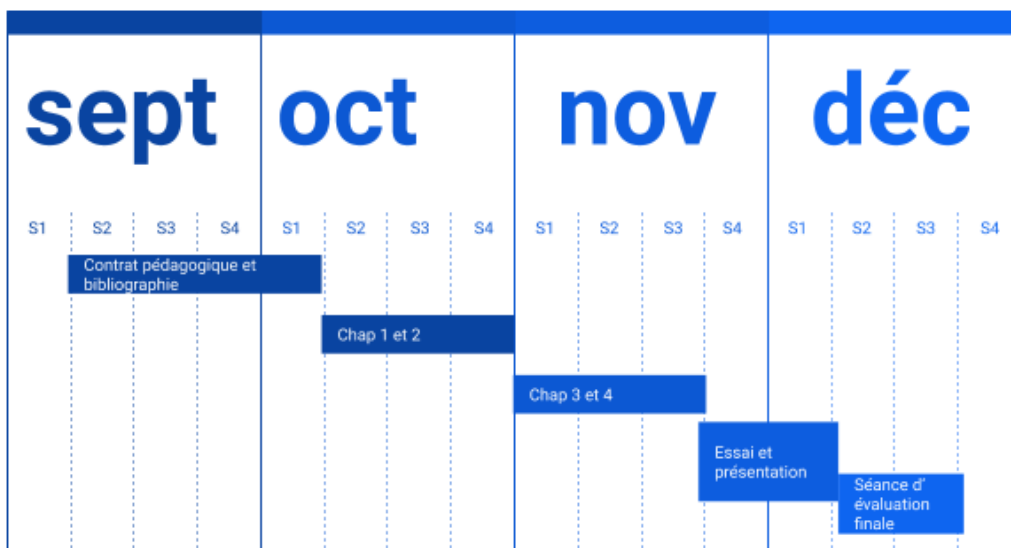 sept oct nov déc
S1 S2 S3 S4 S1 S2 S3 S4 S1 S2 S3 S4 S1 S2 S3 S4
Contrat pédagogique et
bibliographie
Chap 1 et 2
Chap 3 et 4
Essai et
présentation
Séance d'
évaluation
finale